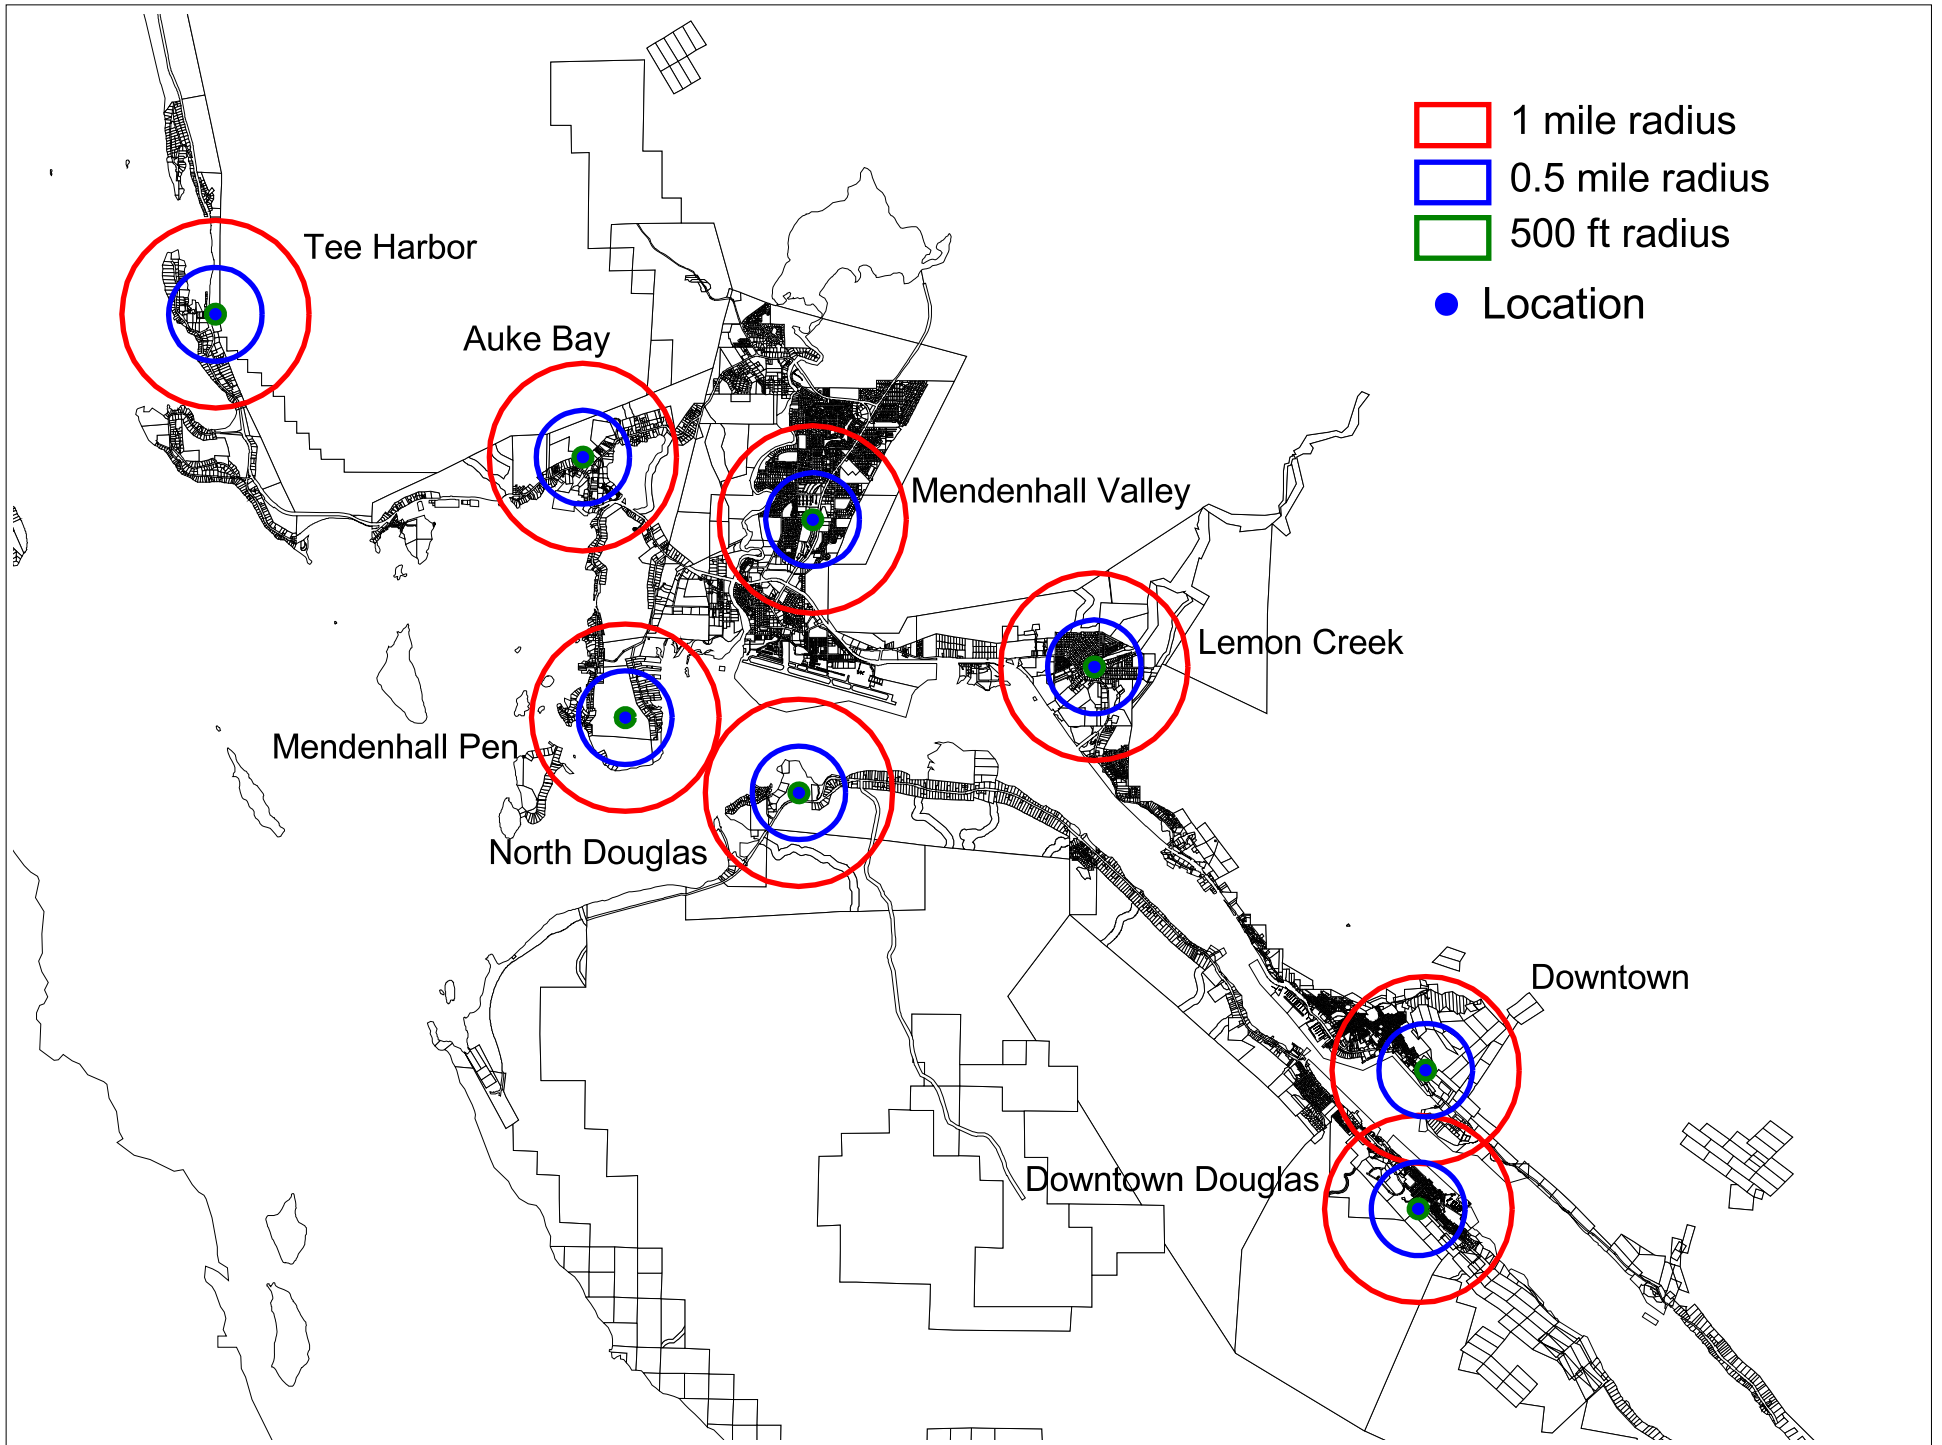 1 mile radius
0.5 mile radius
500 ft radius
Location
Tee Harbor
Auke Bay
Mendenhall Valley
Lemon Creek
Mendenhall Pen.
North Douglas
Downtown
Downtown Douglas